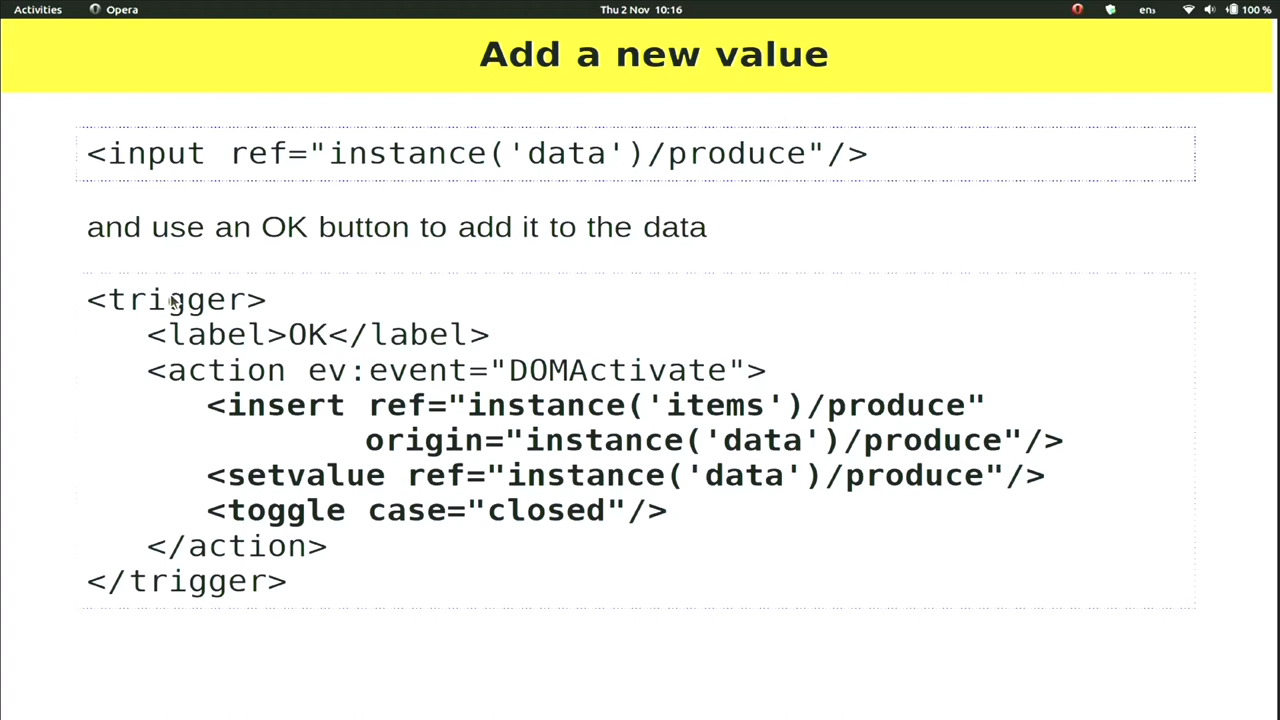 Activities Opera Thu 2 Nov 10:16 en₃ 100 %
Add a new value
<input ref="instance('data')/produce"/>
and use an OK button to add it to the data
<trigger>
<label>OK</label>
<action ev:event="DOMActivate">
<insert ref="instance('items')/produce"
origin="instance('data')/produce"/>
<setvalue ref="instance('data')/produce"/>
<toggle case="closed"/>
</action>
</trigger>